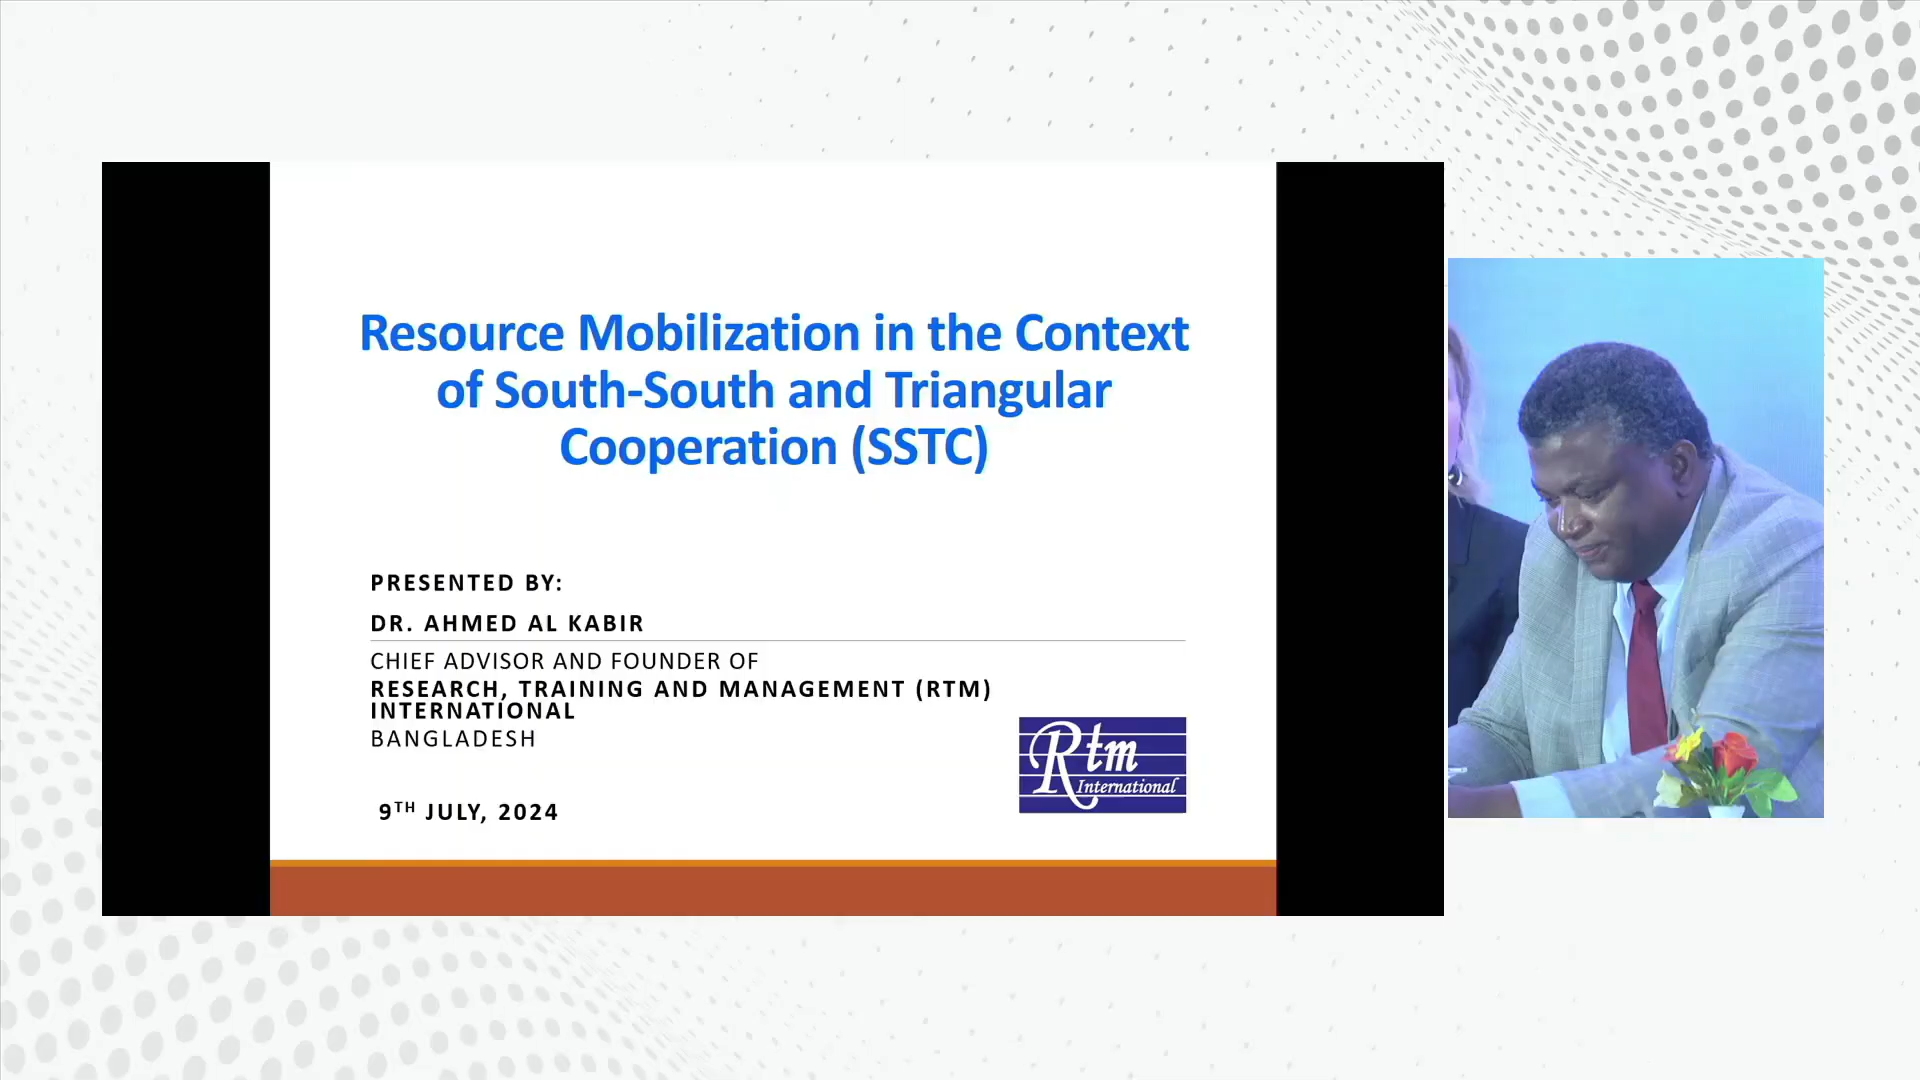 Resource Mobilization in the Context
of South-South and Triangular
Cooperation (SSTC)
PRESENTED BY:
DR. AHMED AL KABIR
CHIEF ADVISOR AND FOUNDER OF
RESEARCH, TRAINING AND MANAGEMENT (RTM)
INTERNATIONAL
BANGLADESH
9TH JULY, 2024
Rtm
International